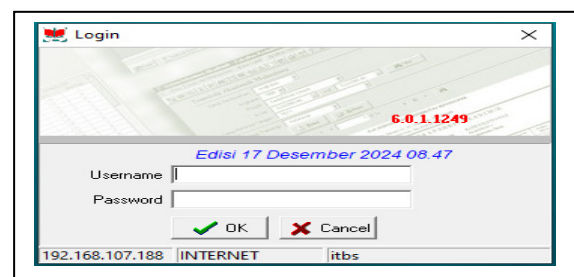 Login
6.0.1.1249
Edisi 17 Desember 2024 08.47
Username
Password
OK Cancel
192.168.107.188 INTERNET itbs